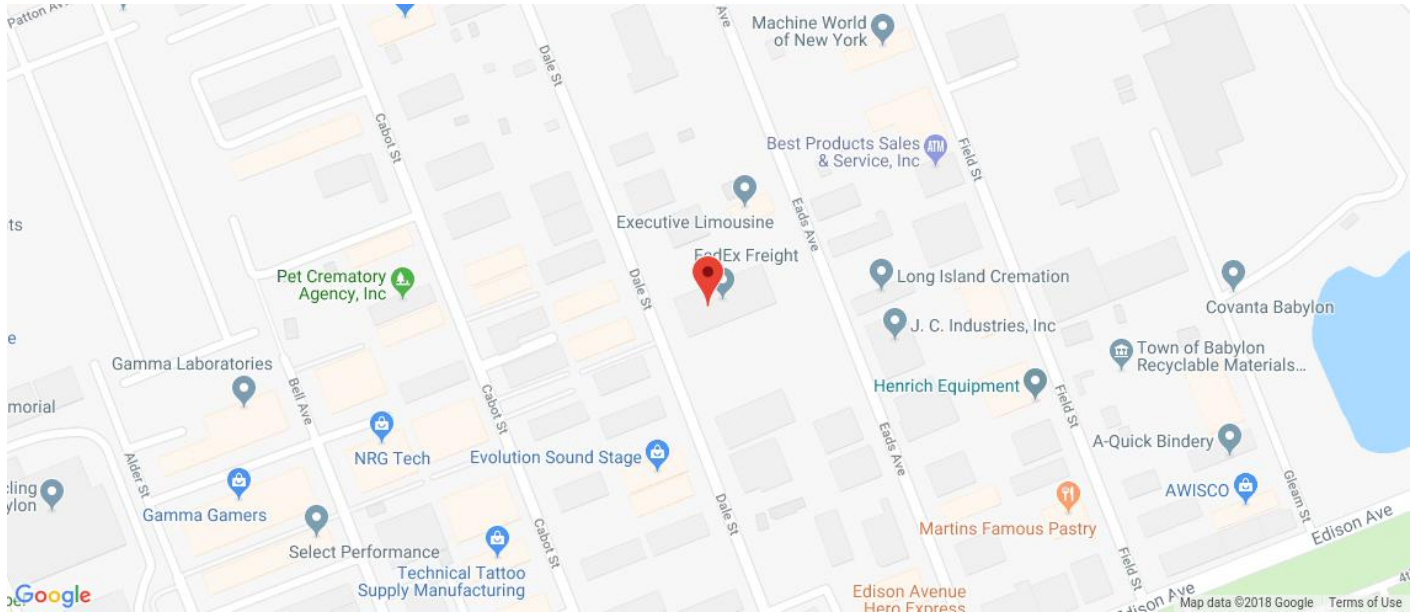 Patton Av
Machine World
of New York
Dale St
Ave
Cabot St
Best Products Sales
& Service, Inc
ATM
Field St
Executive Limousine
Eads Ave
FedEx Freight
ts
Pet Crematory
Agency, Inc
Dale St
Long Island Cremation
Covanta Babylon
J. C. Industries, Inc
e
Gamma Laboratories
Town of Babylon
Recyclable Materials...
Bell Ave
Cabot St
Henrich Equipment
Field St
morial
Eads Ave
A-Quick Bindery
NRG Tech
Evolution Sound Stage
Alder St
cling
ylon
Gamma Gamers
AWISCO
Gleam St
Dale St
Martins Famous Pastry
Edison Ave
Select Performance
Cabot St
Technical Tattoo
Supply Manufacturing
Field St
Edison Avenue
Hero Express
Edison Ave
4t
Google
Map data ©2018 Google Terms of Use